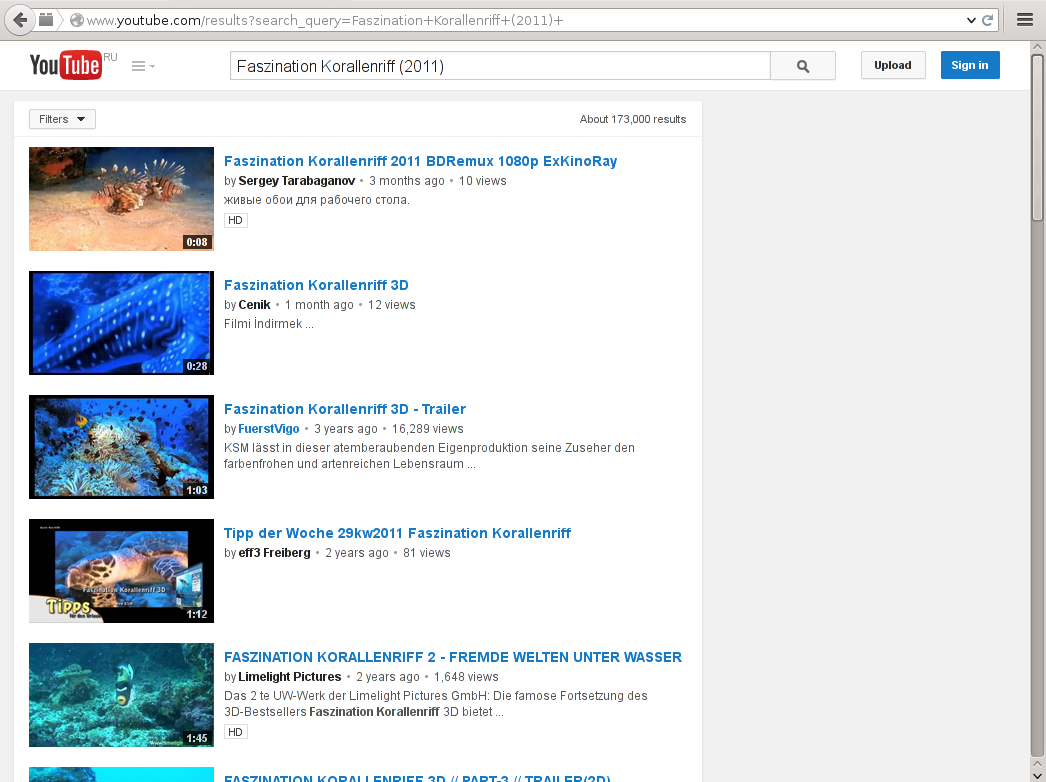 www.youtube.com/results?search_query=Faszination+Korallenriff+(2011)+
YouTube RU
Faszination Korallenriff (2011)
Upload
Sign in
Filters
About 173,000 results
Faszination Korallenriff 2011 BDRemux 1080p ExKinoRay
by Sergey Tarabaganov • 3 months ago • 10 views
живые обои для рабочего стола.
HD
0:08
Faszination Korallenriff 3D
by Cenik • 1 month ago • 12 views
Filmi İndirmek ...
0:28
Faszination Korallenriff 3D - Trailer
by FuerstVigo • 3 years ago • 16,289 views
KSM lässt in dieser atemberaubenden Eigenproduktion seine Zuseher den
farbenfrohen und artenreichen Lebensraum ...
1:03
Tipp der Woche 29kw2011 Faszination Korallenriff
by eff3 Freiberg • 2 years ago • 81 views
Faszination Korallenriff 3D
Tipps
1:12
FASZINATION KORALLENRIFF 2 - FREMDE WELTEN UNTER WASSER
by Limelight Pictures • 2 years ago • 1,648 views
Das 2 te UW-Werk der Limelight Pictures GmbH: Die famose Fortsetzung des
3D-Bestsellers Faszination Korallenriff 3D bietet ...
HD
1:45
FASZINATION KORALLENRIFF 3D // PART-3 // TRAILER(2D)